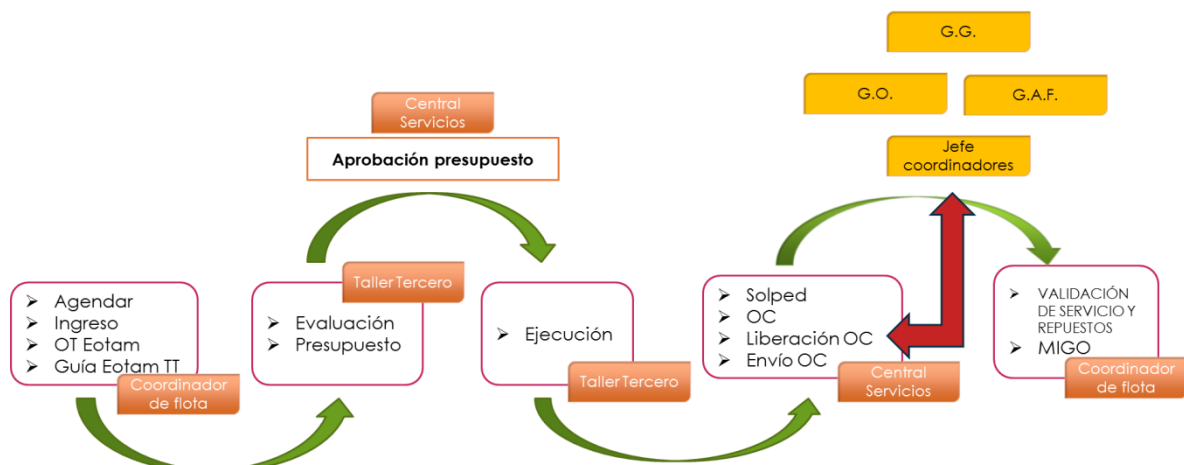 G.G.
G.O.
G.A.F.
Jefe
coordinadores
Central
Servicios
Aprobación presupuesto
Agendar
Ingreso
OT Eotam
Guía Eotam TT
Coordinador
de flota
Taller Tercero
Evaluación
Presupuesto
Ejecución
Taller Tercero
Solped
OC
Liberación OC
Envío OC
Central
Servicios
VALIDACIÓN
DE SERVICIO Y
REPUESTOS
MIGO
Coordinador
de flota